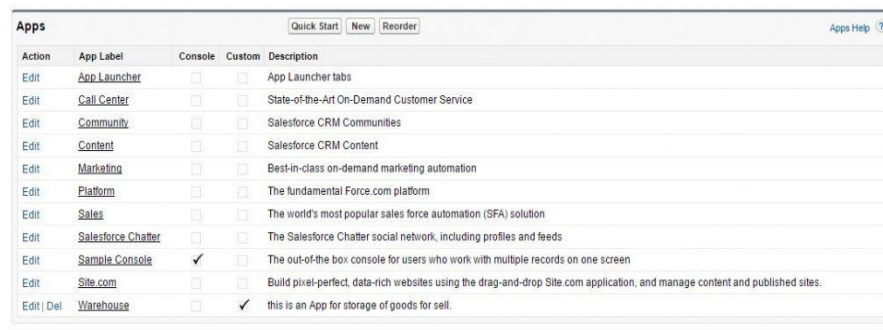 Apps Quick Start New Reorder Apps Help ?
Action App Label Console Custom Description
Edit App Launcher App Launcher tabs
Edit Call Center State-of-the-Art On-Demand Customer Service
Edit Community Salesforce CRM Communities
Edit Content Salesforce CRM Content
Edit Marketing Best-in-class on-demand marketing automation
Edit Platform The fundamental Force.com platform
Edit Sales The world's most popular sales force automation (SFA) solution
Edit Salesforce Chatter The Salesforce Chatter social network, including profiles and feeds
Edit Sample Console ✓ The out-of-the box console for users who work with multiple records on one screen
Edit Site.com Build pixel-perfect, data-rich websites using the drag-and-drop Site.com application, and manage content and published sites.
Edit | Del Warehouse ✓ this is an App for storage of goods for sell.